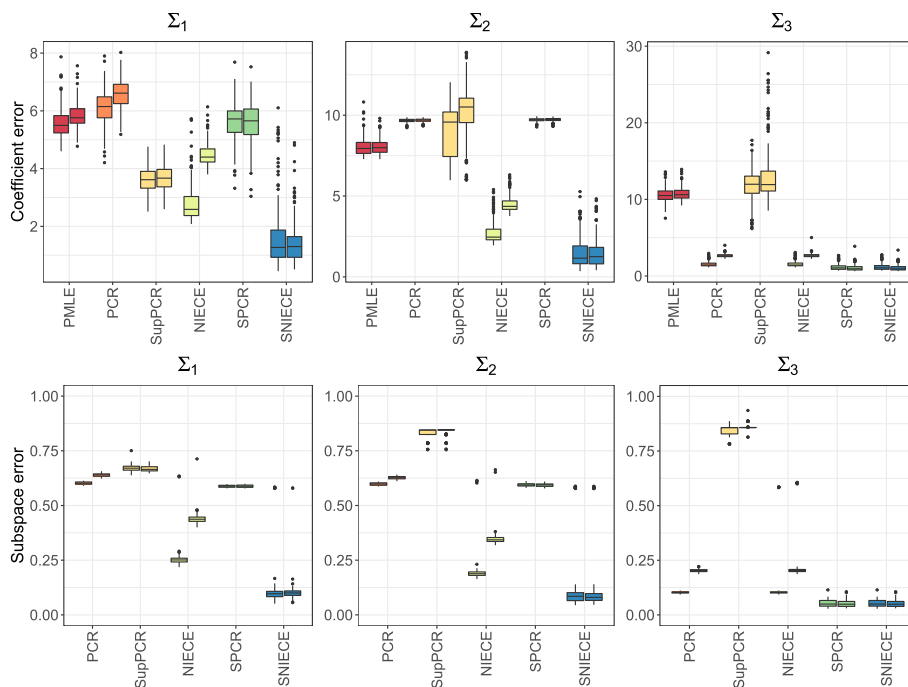 Σ1 Σ2 Σ3
Coefficient error
8
6
4
2
10
5
0
30
20
10
0
PMLE PCR SupPCR NIECE SPCR SNIECE
PMLE PCR SupPCR NIECE SPCR SNIECE
PMLE PCR SupPCR NIECE SPCR SNIECE
Σ1 Σ2 Σ3
Subspace error
1.00
0.75
0.50
0.25
0.00
1.00
0.75
0.50
0.25
0.00
1.00
0.75
0.50
0.25
0.00
PCR SupPCR NIECE SPCR SNIECE
PCR SupPCR NIECE SPCR SNIECE
PCR SupPCR NIECE SPCR SNIECE